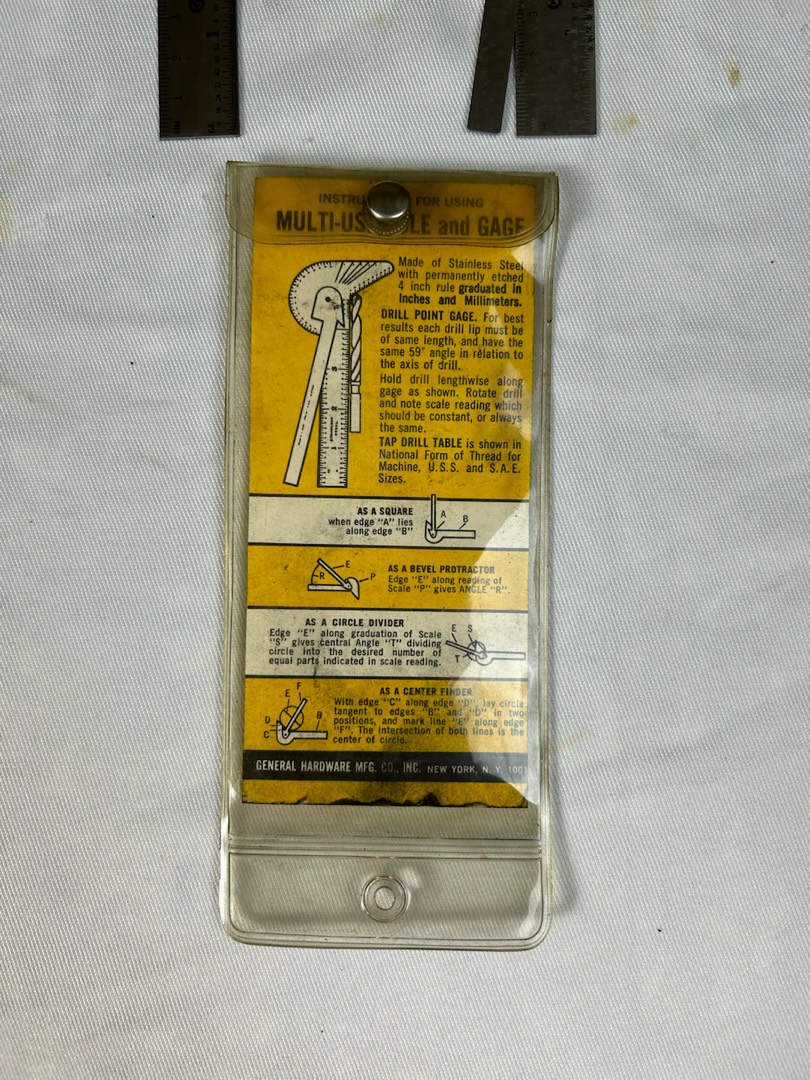 INSTRU FOR USING
MULTI-US LE and GAGE
Made of Stainless Steel
with permanently etched
4 inch rule graduated in
Inches and Millimeters.
DRILL POINT GAGE. For best
results each drill lip must be
of same length, and have the
same 59° angle in relation to
the axis of drill.
Hold drill lengthwise along
gage as shown. Rotate drill
and note scale reading which
should be constant, or always
the same.
TAP DRILL TABLE is shown in
National Form of Thread for
Machine, U.S.S. and S.A.E.
Sizes.
AS A SQUARE
when edge "A" lies
along edge "B"
A
B
E
R
P
AS A BEVEL PROTRACTOR
Edge "E" along reading of
Scale "P" gives ANGLE "R".
AS A CIRCLE DIVIDER
Edge "E" along graduation of Scale
"S" gives central Angle "T" dividing
circle into the desired number of
equal parts indicated in scale reading.
E S
T
F
E
D
B
C
AS A CENTER FINDER
With edge "C" along edge "D", lay circle
tangent to edges "B" and "D" in two
positions, and mark line "E" along edge
"F". The intersection of both lines is the
center of circle.
GENERAL HARDWARE MFG. CO., INC. NEW YORK, N. Y. 100